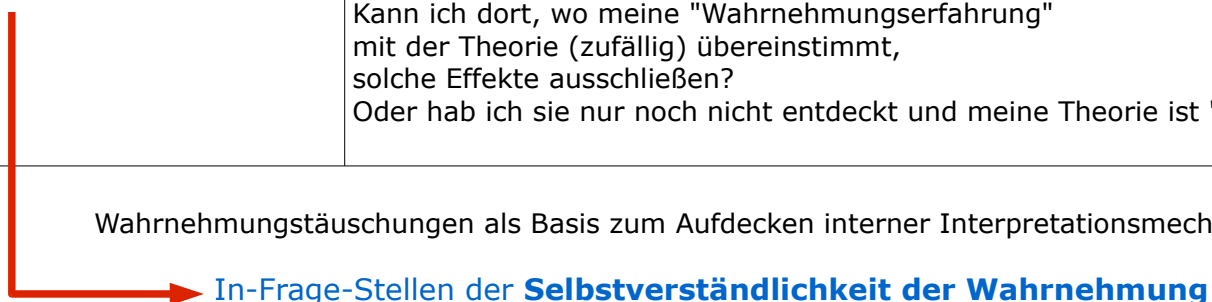 Kann ich dort, wo meine "Wahrnehmungserfahrung"
mit der Theorie (zufällig) übereinstimmt,
solche Effekte ausschließen?
Oder hab ich sie nur noch nicht entdeckt und meine Theorie ist "
Wahrnehmungstäuschungen als Basis zum Aufdecken interner Interpretationsmech
In-Frage-Stellen der Selbstverständlichkeit der Wahrnehmung